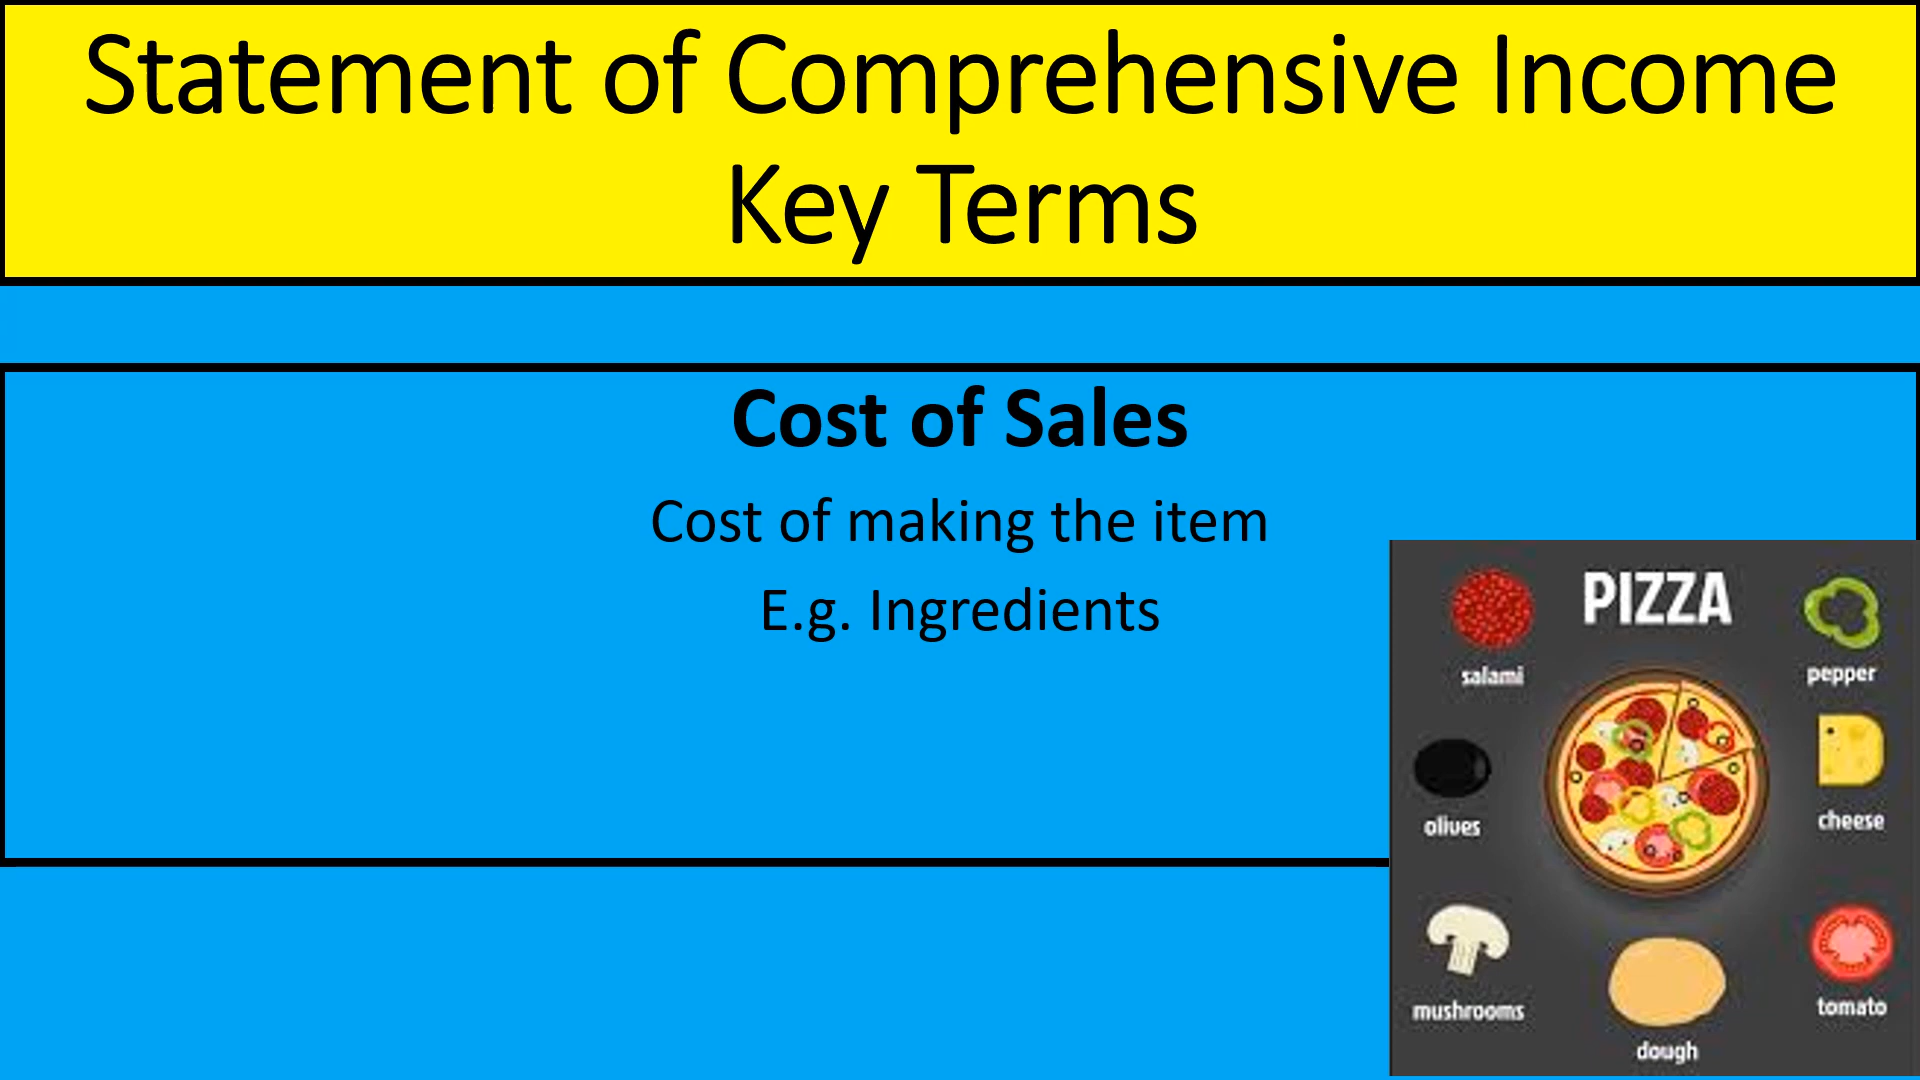 Statement of Comprehensive Income
Key Terms
Cost of Sales
Cost of making the item
E.g. Ingredients
PIZZA
salami
pepper
olives
cheese
mushrooms
tomato
dough